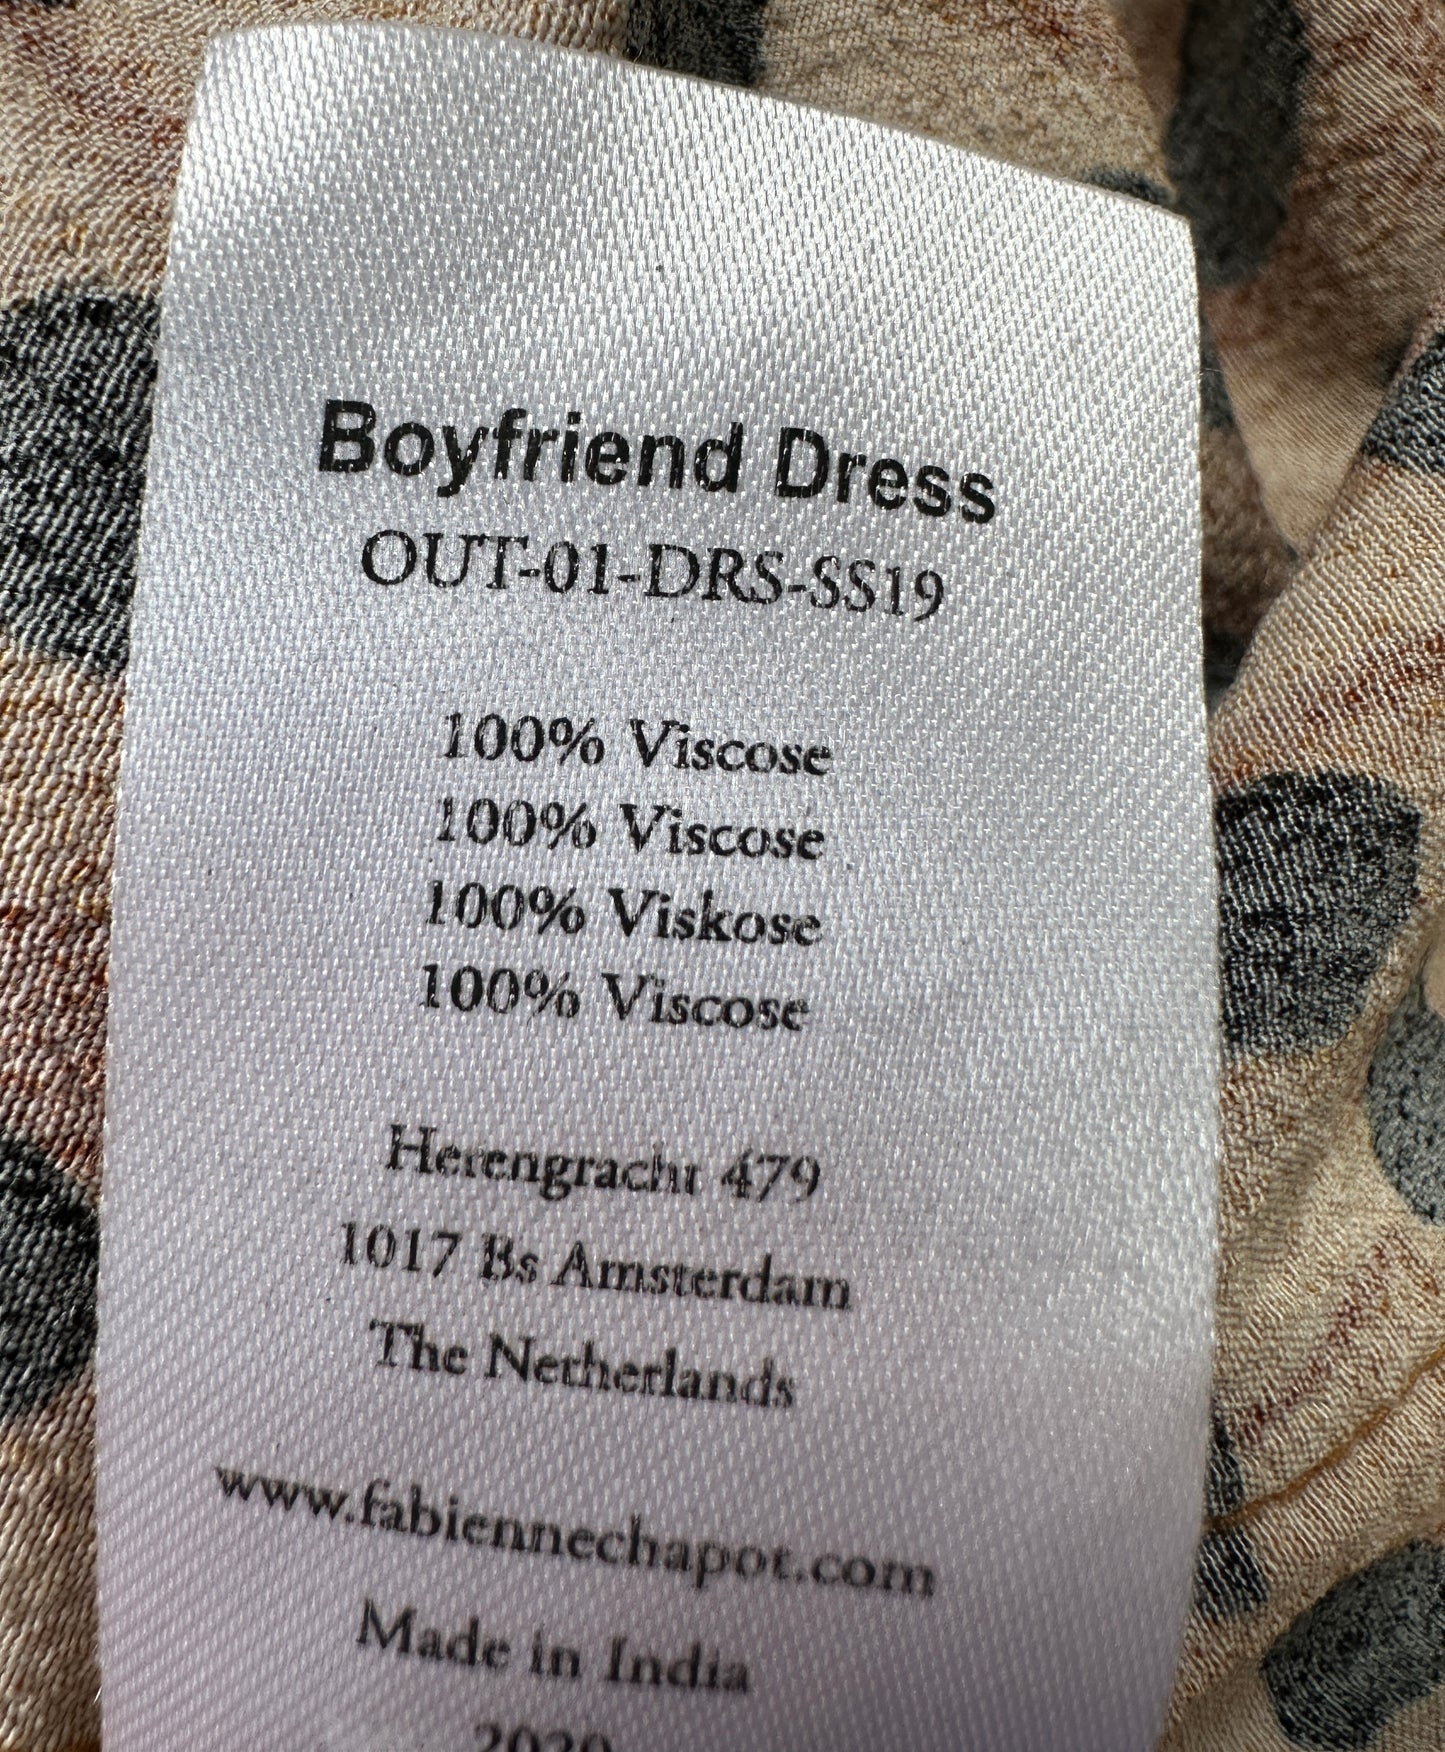 Boyfriend Dress
OUT-01-DRS-SS19
100% Viscose
100% Viscose
100% Viskose
100% Viscose
Herengracht 479
1017 Bs Amsterdam
The Netherlands
www.fabiennechapot.com
Made in India
2020